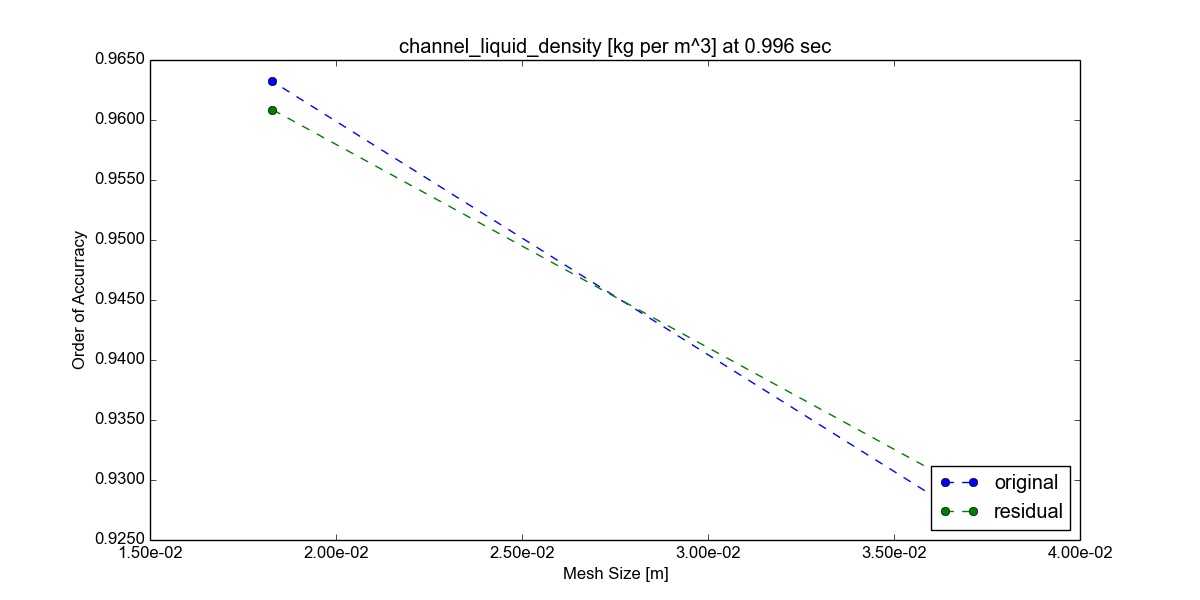 channel_liquid_density [kg per m^3] at 0.996 sec
0.9650
0.9600
0.9550
0.9500
0.9450
0.9400
0.9350
0.9300
0.9250
Order of Accurracy
original
residual
1.50e-02 2.00e-02 2.50e-02 3.00e-02 3.50e-02 4.00e-02
Mesh Size [m]